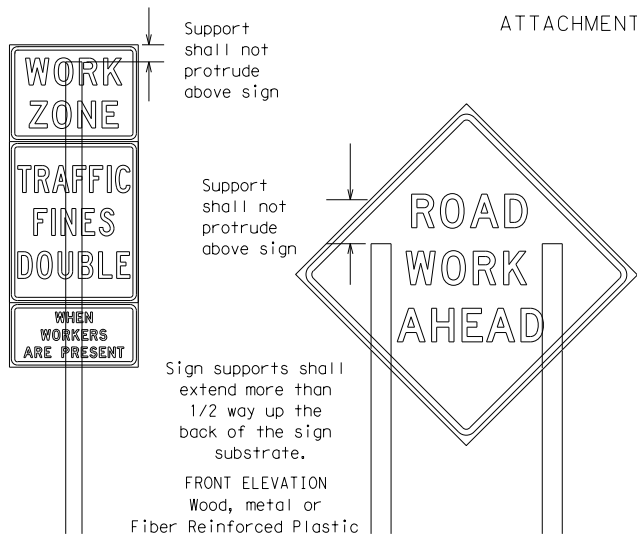 ATTACHMENT
Support
shall not
protrude
above sign
WORK
ZONE
TRAFFIC
FINES
DOUBLE
WHEN
WORKERS
ARE PRESENT
Support
shall not
protrude
above sign
ROAD
WORK
AHEAD
Sign supports shall
extend more than
1/2 way up the
back of the sign
substrate.
FRONT ELEVATION
Wood, metal or
Fiber Reinforced Plastic